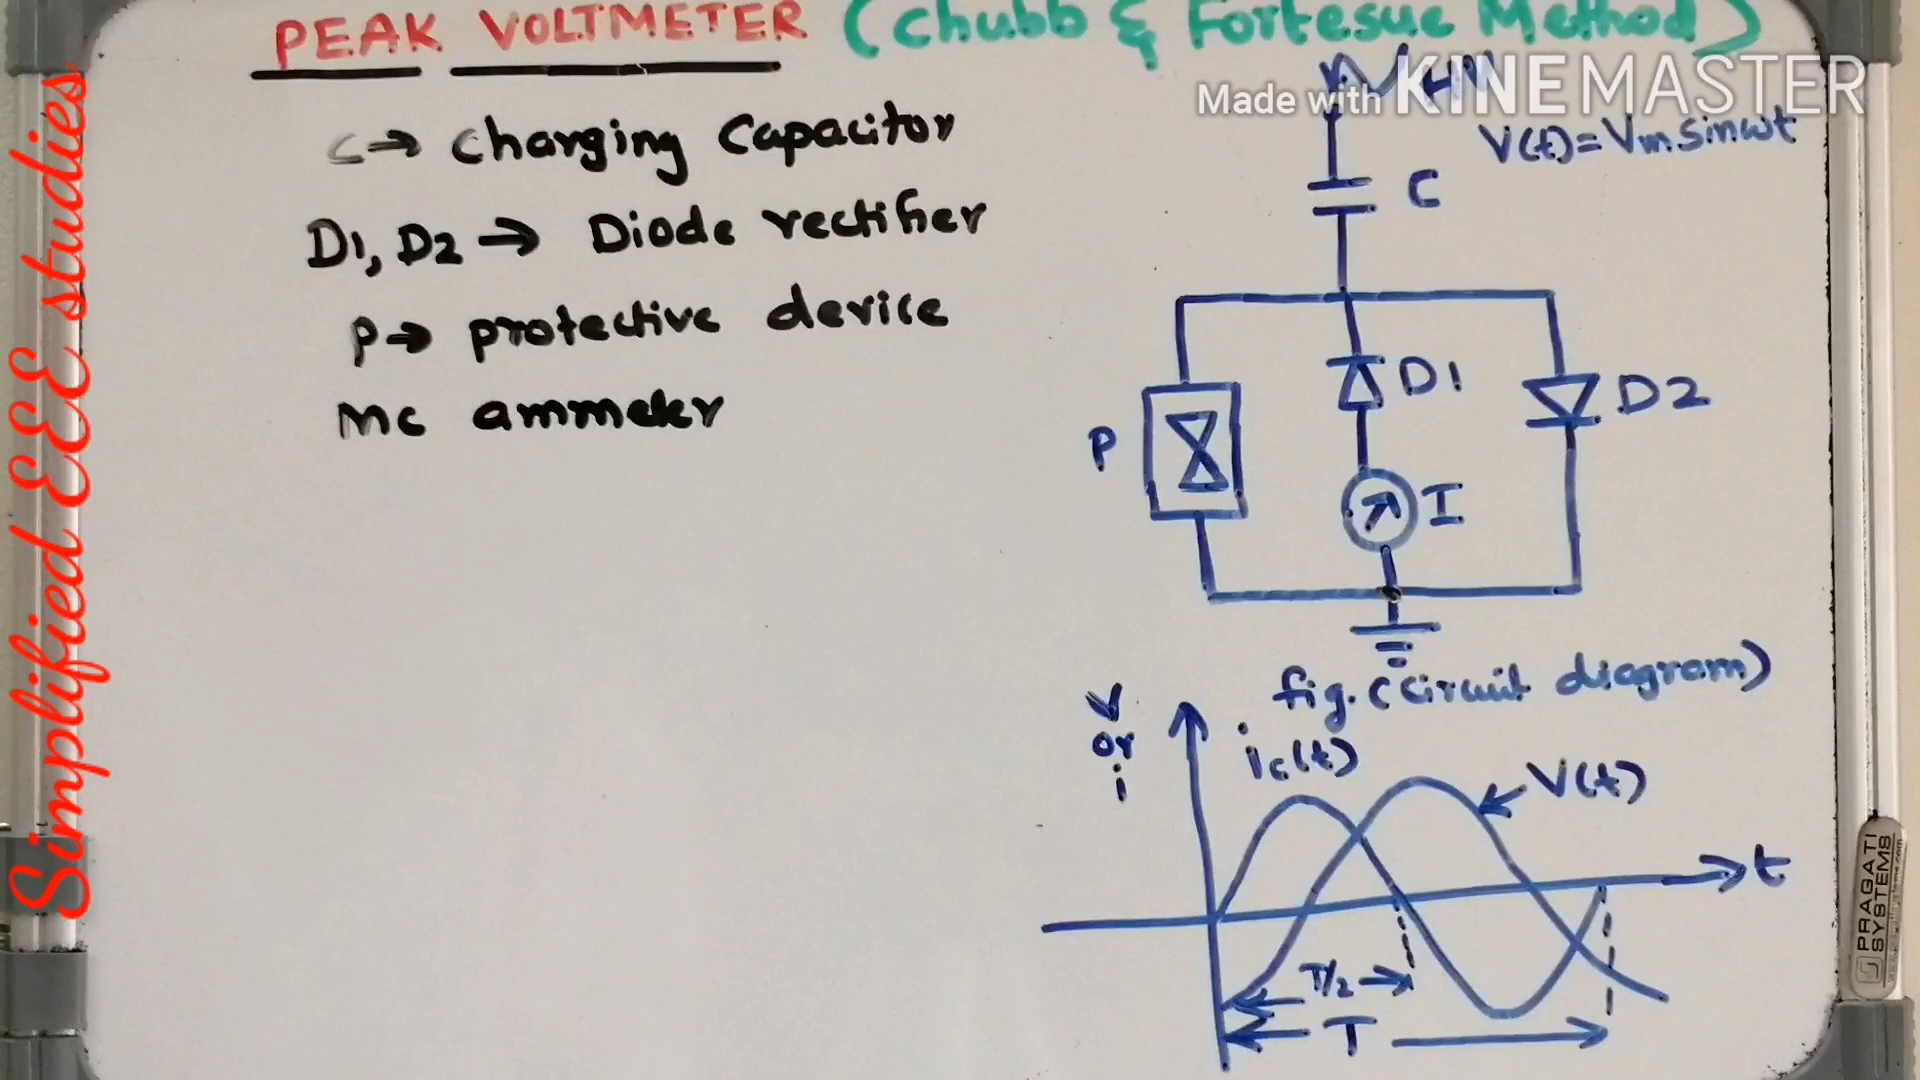 PEAK VOLTMETER (Chubb & Fortesue Method)
Made with KINEMASTER
V(t)=Vm sinωt
C→ Charging Capacitor
C
D1, D2 → Diode rectifier
P→ protective device
D1
D2
MC ammeter
P
I
fig. (circuit diagram)
V
or
i
ic(t)
V(t)
t
T/2
T
Simplified EEE studies
PRAGATI
SYSTEMS